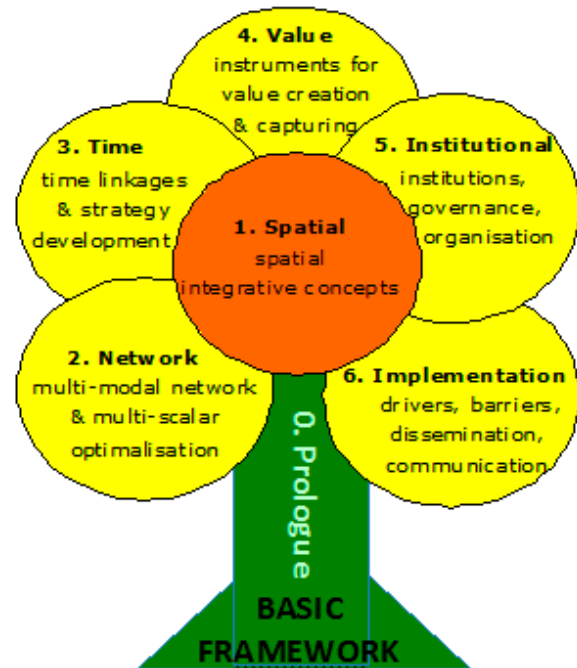 4. Value
instruments for
value creation
& capturing
3. Time
time linkages
& strategy
development
5. Institutional
institutions,
governance,
organisation
1. Spatial
spatial
integrative concepts
2. Network
multi-modal network
& multi-scalar
optimalisation
6. Implementation
drivers, barriers,
dissemination,
communication
0. Prologue
BASIC
FRAMEWORK